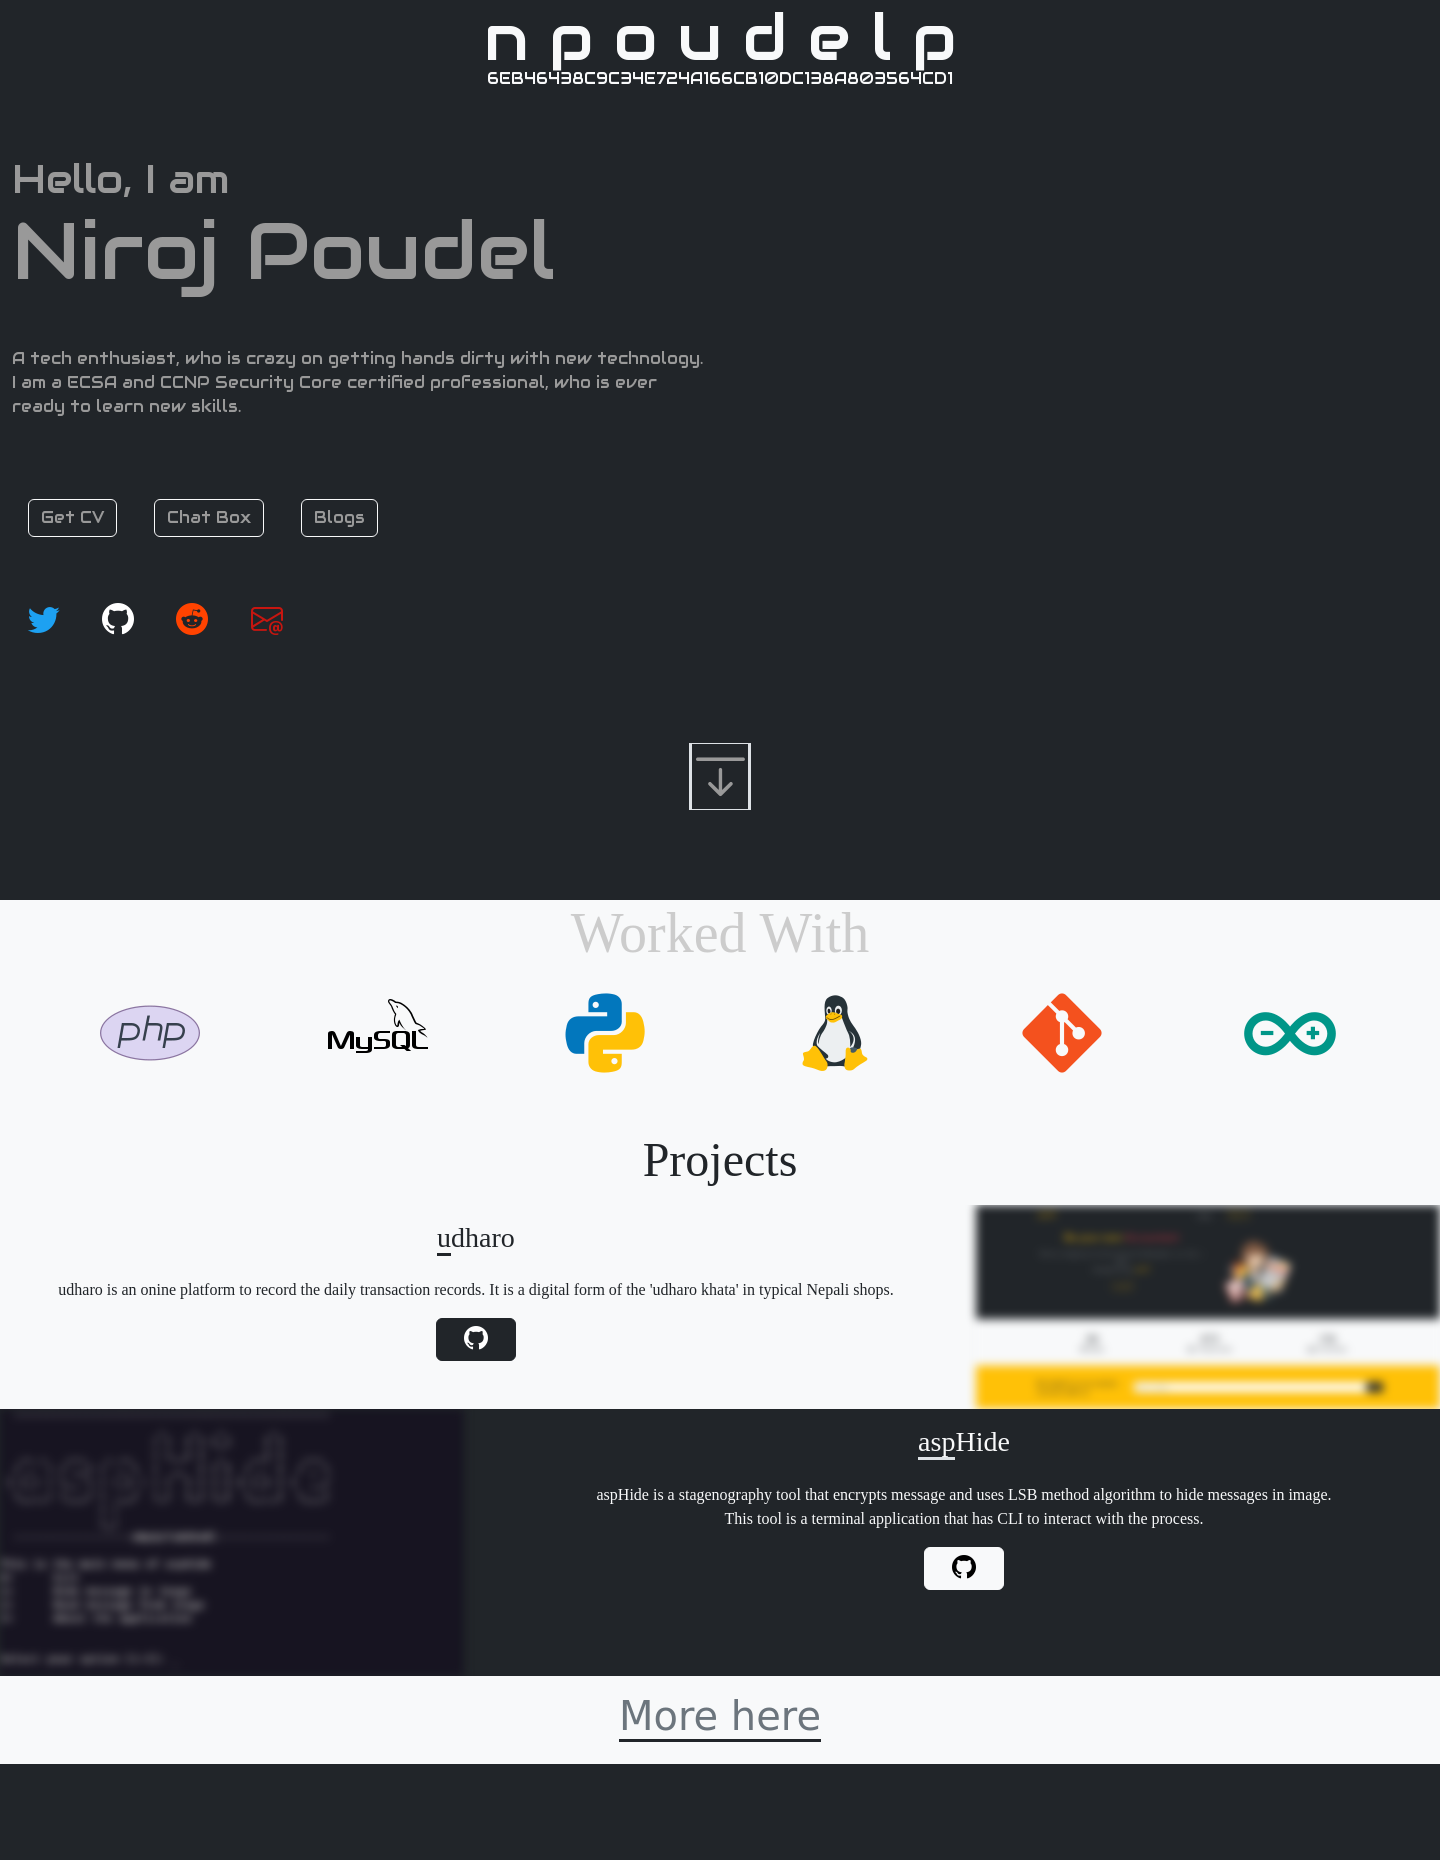 npoudelp
6EB46438C9C34E724A166CB10DC138A803564CD1
Hello, I am
Niroj Poudel
A tech enthusiast, who is crazy on getting hands dirty with new technology.
I am a ECSA and CCNP Security Core certified professional, who is ever
ready to learn new skills.
Get CV Chat Box Blogs
Worked With
php MySQL
Projects
udharo
udharo is an onine platform to record the daily transaction records. It is a digital form of the 'udharo khata' in typical Nepali shops.
aspHide
aspHide
aspHide is a stagenography tool that encrypts message and uses LSB method algorithm to hide messages in image.
This tool is a terminal application that has CLI to interact with the process.
More here